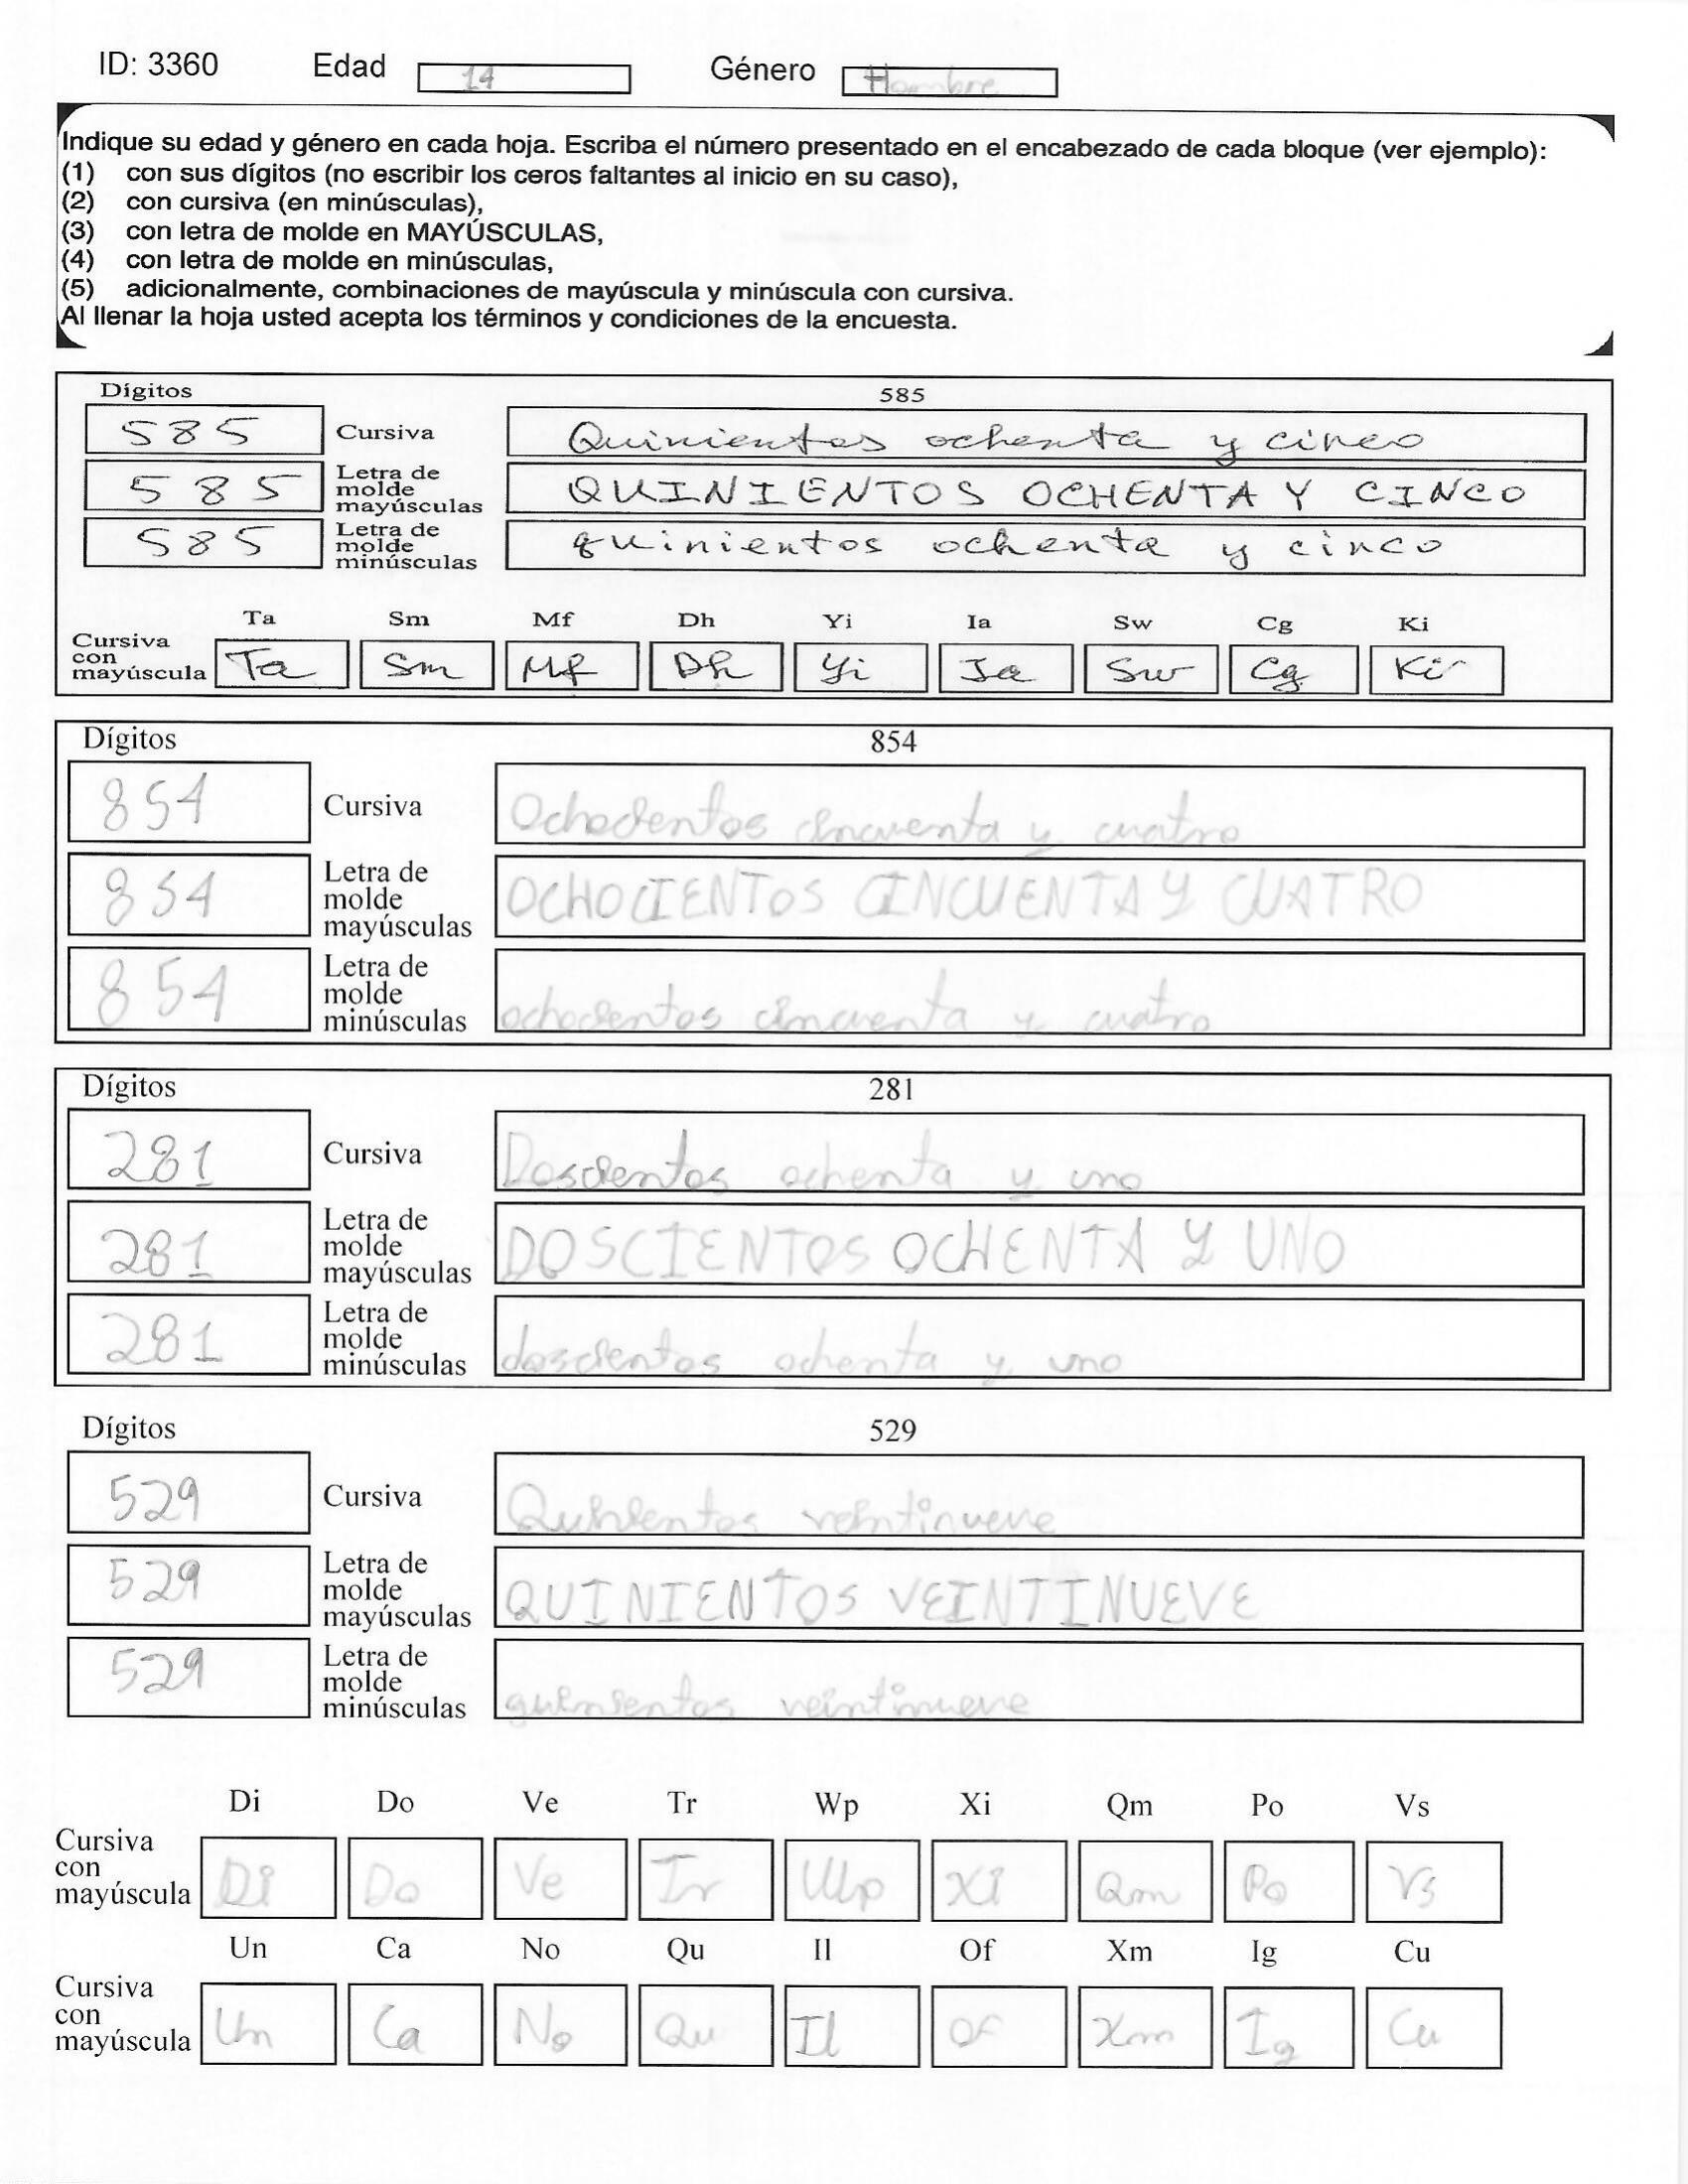 ID: 3360 Edad 14 Género Hombre
Indique su edad y género en cada hoja. Escriba el número presentado en el encabezado de cada bloque (ver ejemplo):
(1) con sus dígitos (no escribir los ceros faltantes al inicio en su caso),
(2) con cursiva (en minúsculas),
(3) con letra de molde en MAYÚSCULAS,
(4) con letra de molde en minúsculas,
(5) adicionalmente, combinaciones de mayúscula y minúscula con cursiva.
Al llenar la hoja usted acepta los términos y condiciones de la encuesta.
Dígitos 585
585 Cursiva Quinientos ochenta y cinco
585 Letra de molde mayúsculas QUINIENTOS OCHENTA Y CINCO
585 Letra de molde minúsculas quinientos ochenta y cinco
Ta Sm Mf Dh Yi Ia Sw Cg Ki
Cursiva con mayúscula Ta Sm Mf Dh Yi Ia Sw Cg Ki
Dígitos 854
854 Cursiva Ochocientos cincuenta y cuatro
854 Letra de molde mayúsculas OCHOCIENTOS CINCUENTA Y CUATRO
854 Letra de molde minúsculas ochocientos cincuenta y cuatro
Dígitos 281
281 Cursiva Doscientos ochenta y uno
281 Letra de molde mayúsculas DOSCIENTOS OCHENTA Y UNO
281 Letra de molde minúsculas doscientos ochenta y uno
Dígitos 529
529 Cursiva Quinientos veintinueve
529 Letra de molde mayúsculas QUINIENTOS VEINTINUEVE
529 Letra de molde minúsculas quinientos veintinueve
Di Do Ve Tr Wp Xi Qm Po Vs
Cursiva con mayúscula Di Do Ve Tr Wp Xi Qm Po Vs
Un Ca No Qu Il Of Xm Ig Cu
Cursiva con mayúscula Un Ca No Qu Il Of Xm Ig Cu